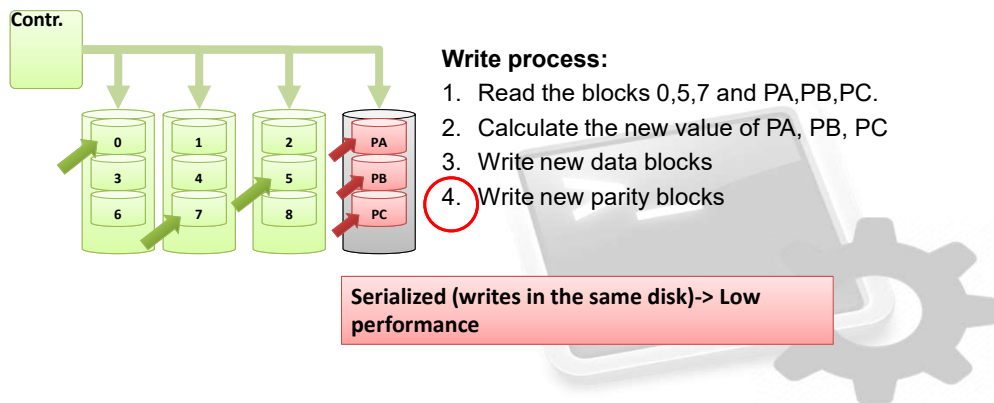 Contr.
Write process:
1. Read the blocks 0,5,7 and PA,PB,PC.
2. Calculate the new value of PA, PB, PC
3. Write new data blocks
4. Write new parity blocks
0 1 2 PA
3 4 5 PB
6 7 8 PC
Serialized (writes in the same disk)-> Low
performance